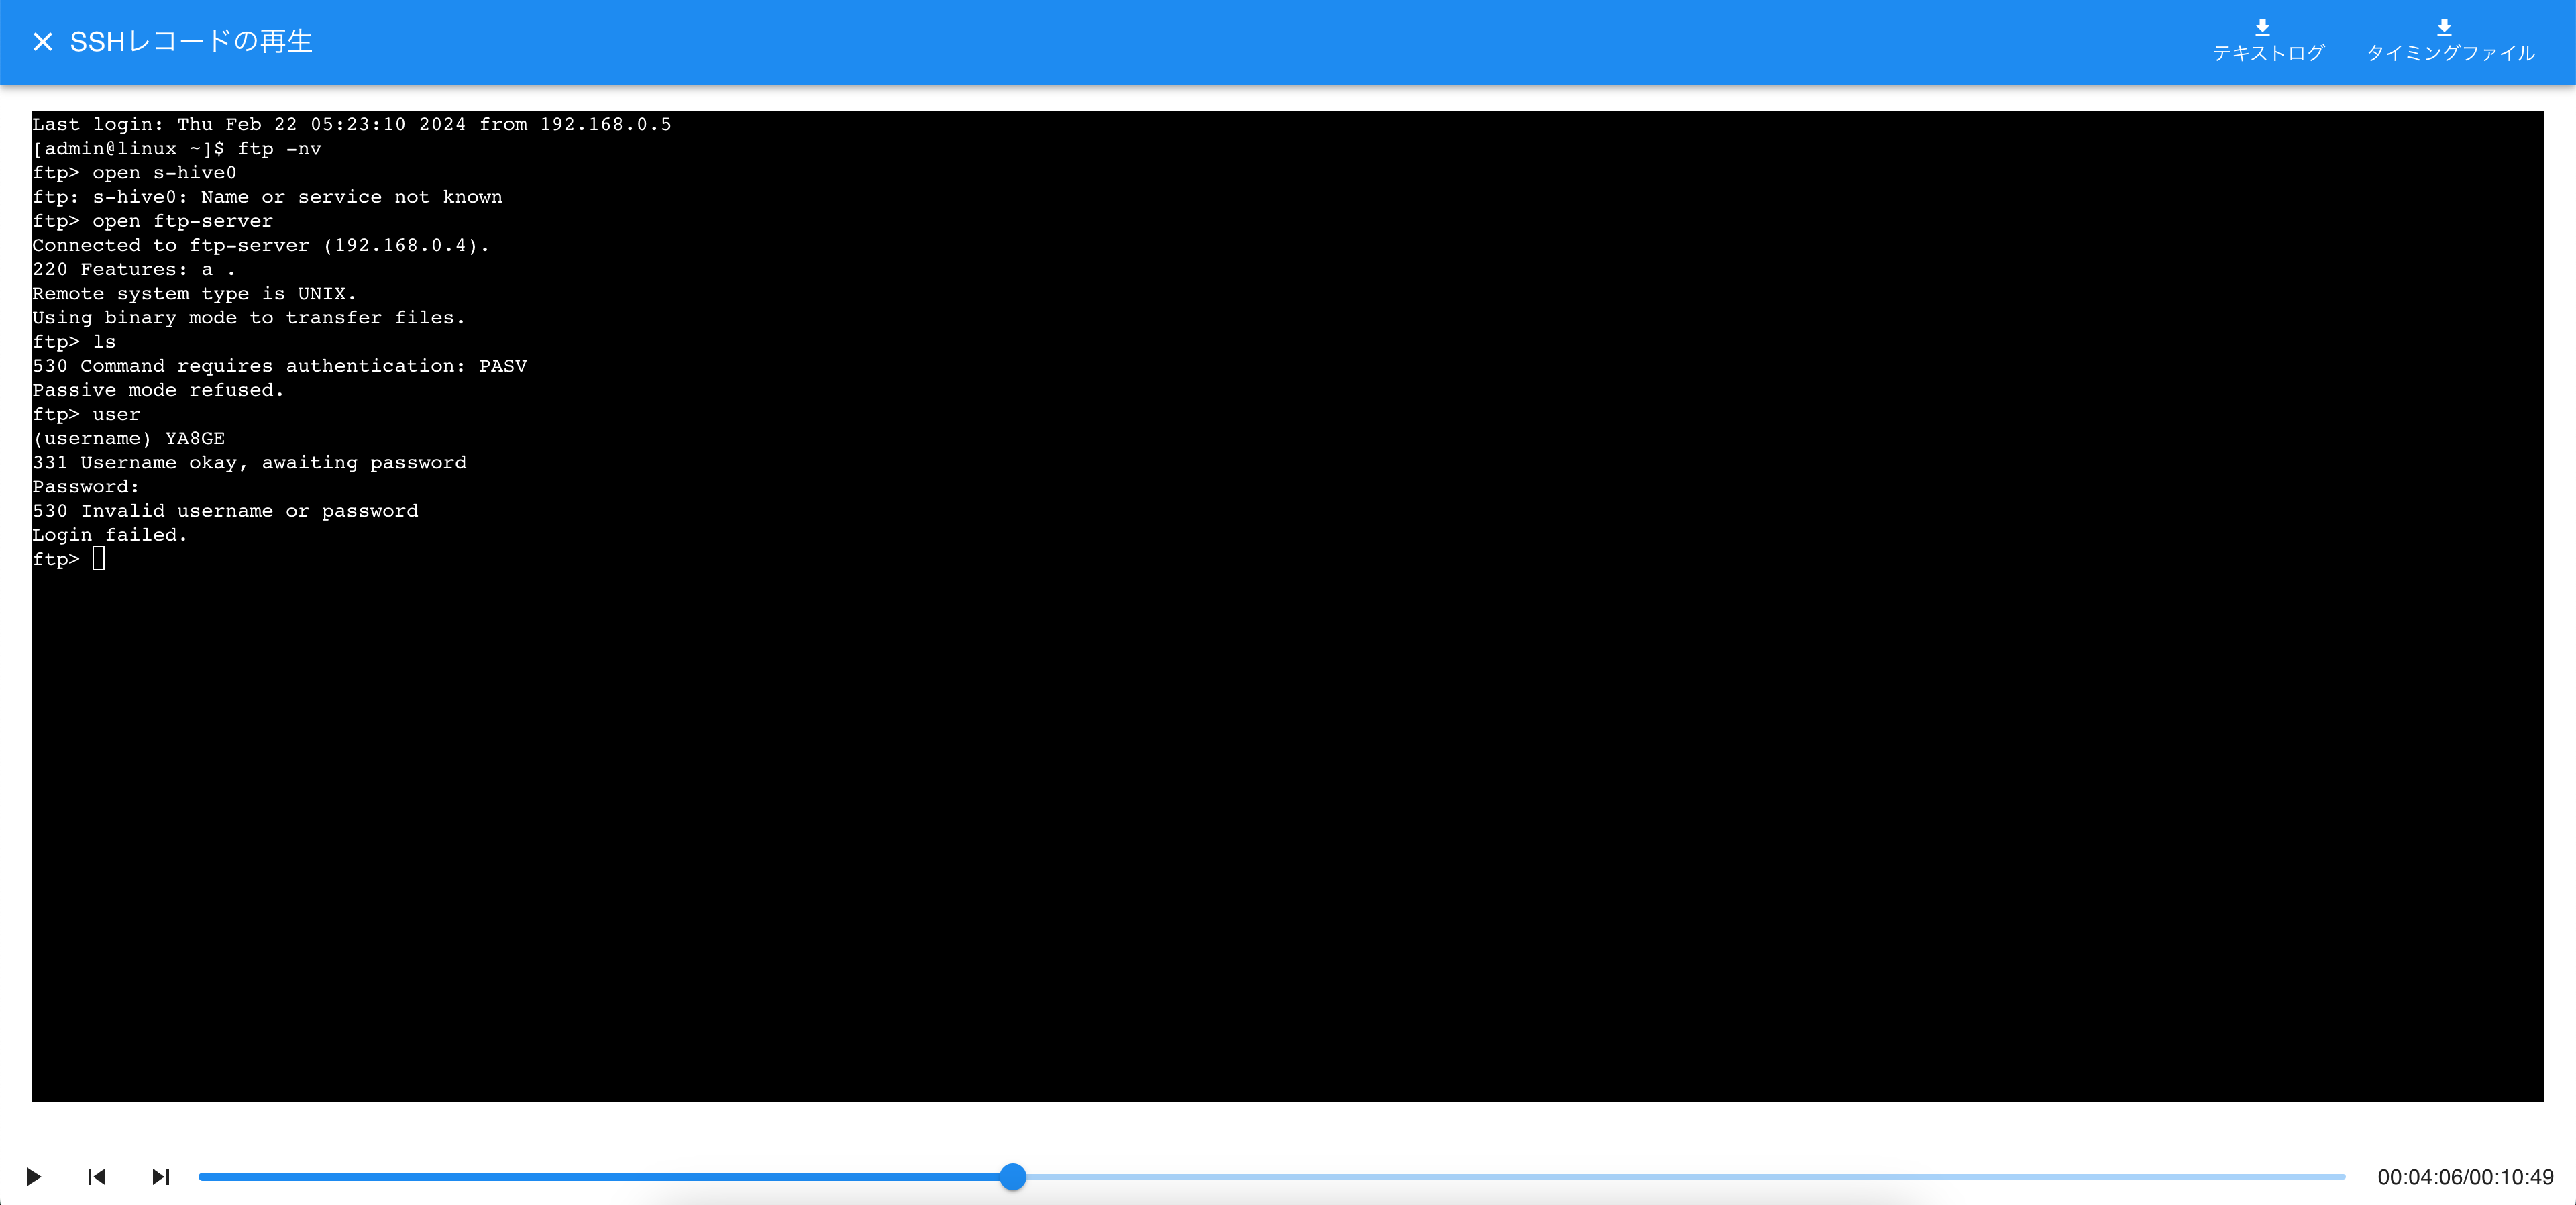 SSHレコードの再生
テキストログ
タイミングファイル
Last login: Thu Feb 22 05:23:10 2024 from 192.168.0.5
[admin@linux ~]$ ftp -nv
ftp> open s-hive0
ftp: s-hive0: Name or service not known
ftp> open ftp-server
Connected to ftp-server (192.168.0.4).
220 Features: a .
Remote system type is UNIX.
Using binary mode to transfer files.
ftp> ls
530 Command requires authentication: PASV
Passive mode refused.
ftp> user
(username) YA8GE
331 Username okay, awaiting password
Password:
530 Invalid username or password
Login failed.
ftp>
00:04:06/00:10:49